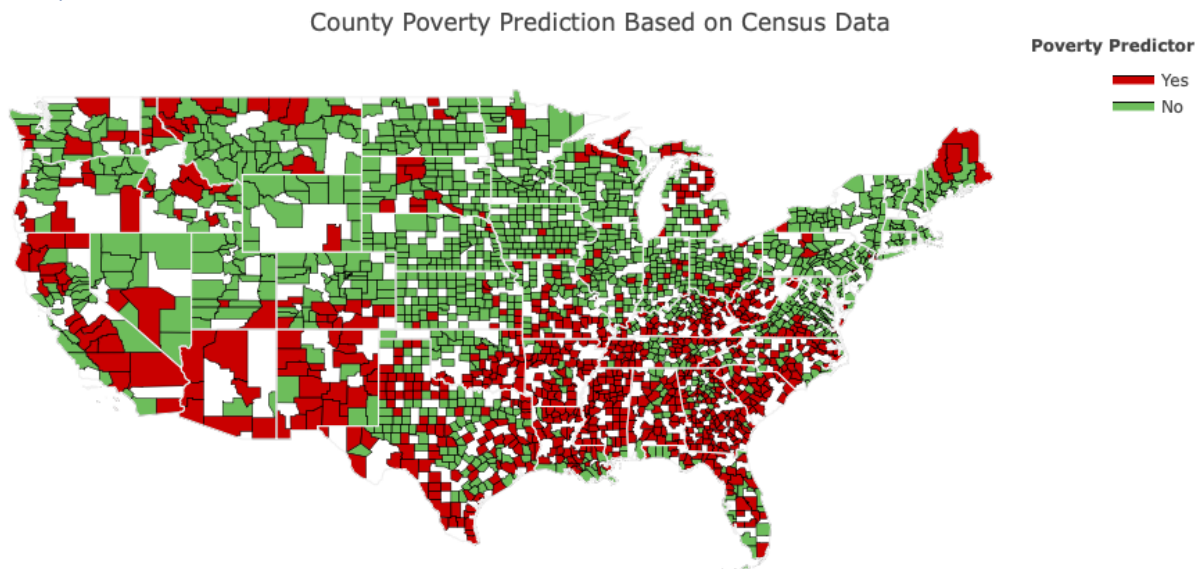 County Poverty Prediction Based on Census Data
Poverty Predictor
Yes
No